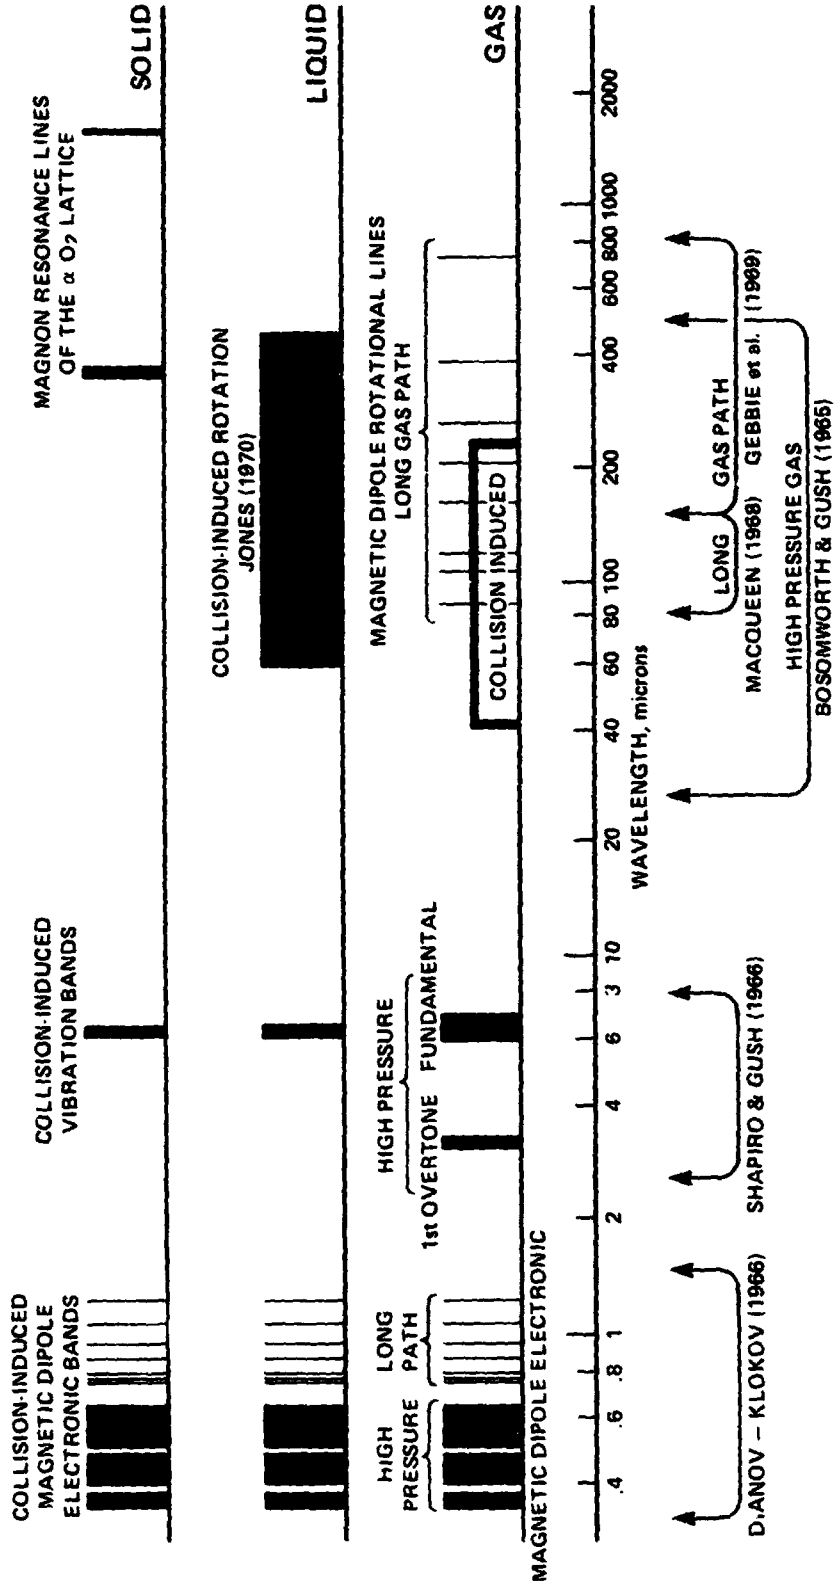 COLLISION-INDUCED
MAGNETIC DIPOLE
ELECTRONIC BANDS
COLLISION-INDUCED
VIBRATION BANDS
MAGNON RESONANCE LINES
OF THE α O2 LATTICE
SOLID
COLLISION-INDUCED ROTATION
JONES (1970)
LIQUID
HIGH
PRESSURE
LONG
PATH
HIGH PRESSURE
1st OVERTONE FUNDAMENTAL
MAGNETIC DIPOLE ROTATIONAL LINES
LONG GAS PATH
COLLISION INDUCED
GAS
MAGNETIC DIPOLE ELECTRONIC
.4 .6 .8 1 2 4 6 3 10 20 40 60 80 100 200 400 600 800 1000 2000
WAVELENGTH, microns
LONG GAS PATH
MACQUEEN (1968) GEBBIE et al. (1969)
D.ANOV – KLOKOV (1966)
SHAPIRO & GUSH (1966)
HIGH PRESSURE GAS
BOSOMWORTH & GUSH (1965)